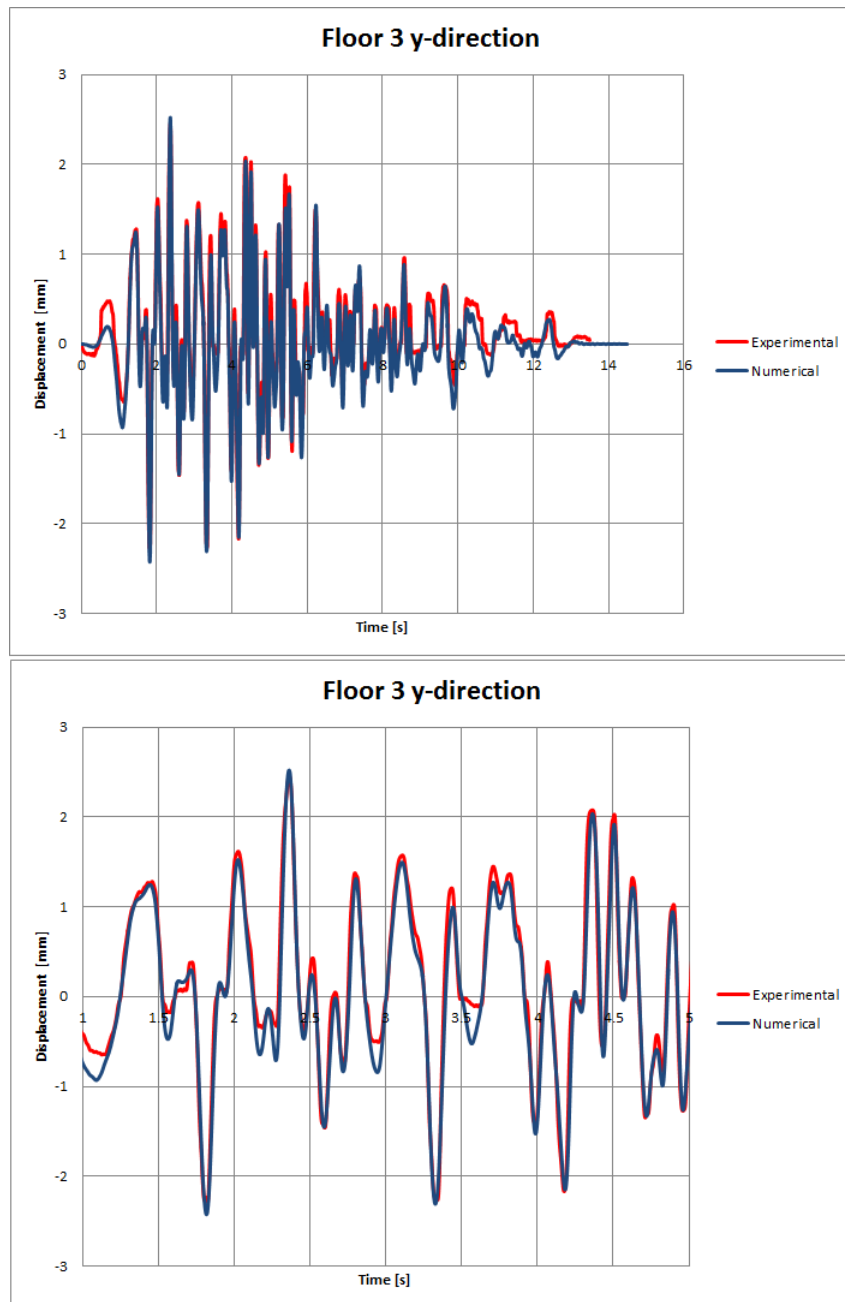 Floor 3 y-direction
3
2
1
0
-1
-2
-3
0 2 4 6 8 10 12 14 16
Displacement [mm]
Time [s]
Experimental
Numerical
Floor 3 y-direction
3
2
1
0
-1
-2
-3
1 1.5 2 2.5 3 3.5 4 4.5 5
Displacement [mm]
Time [s]
Experimental
Numerical